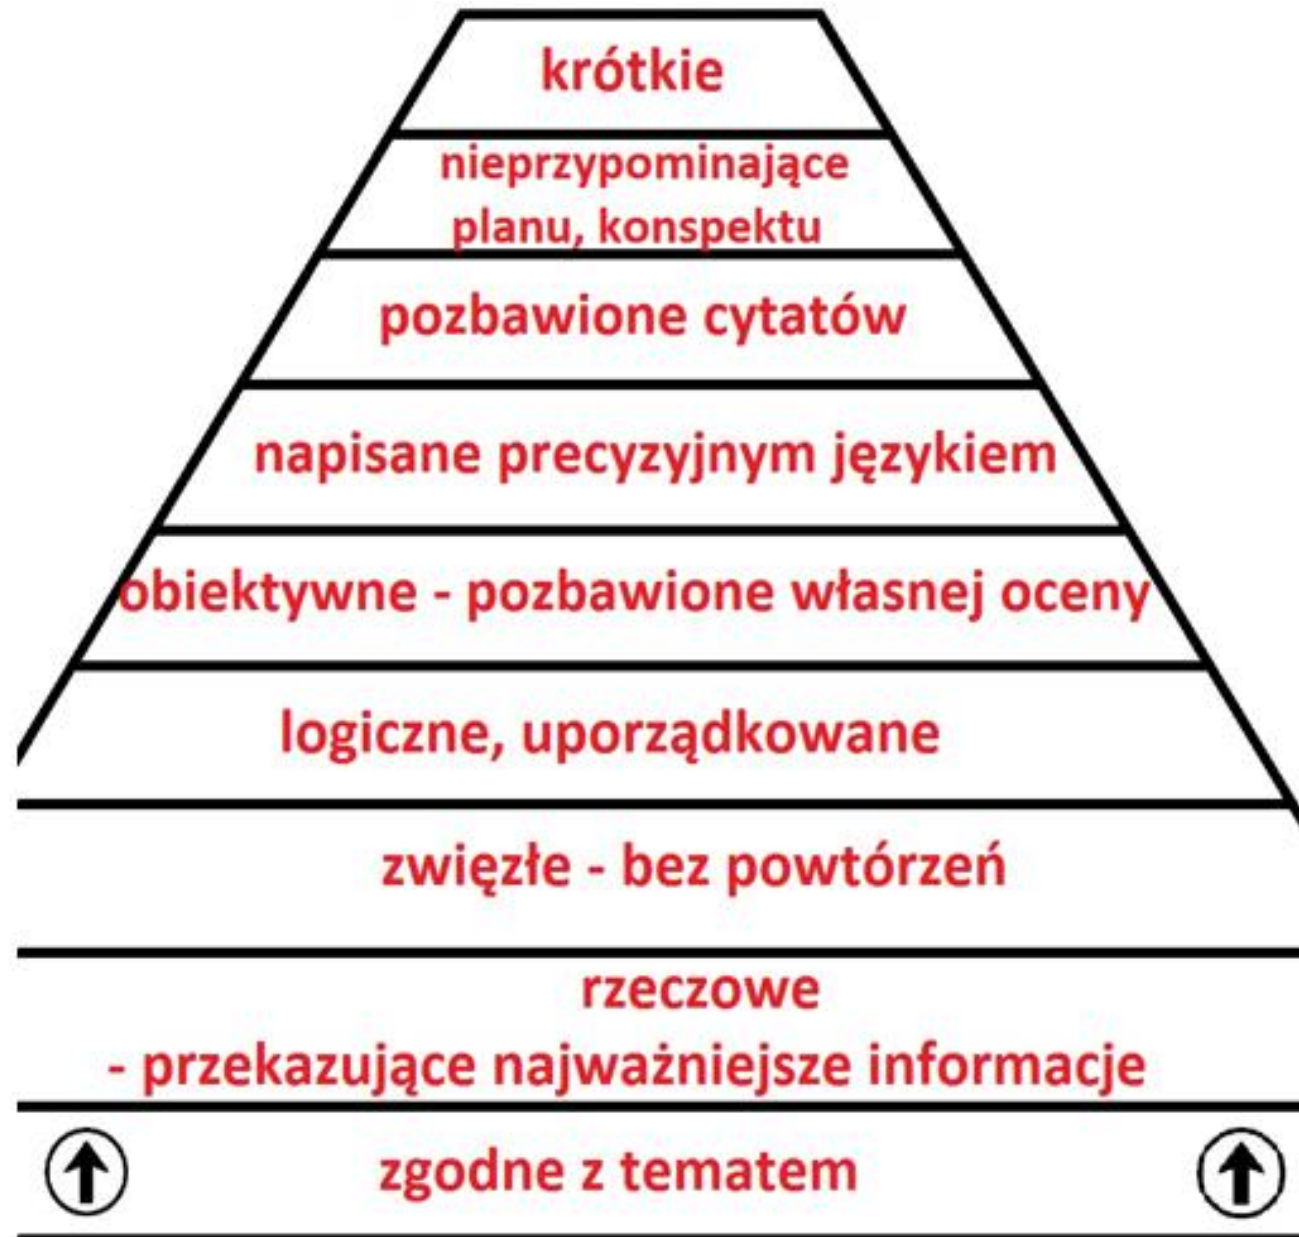 krótkie
nieprzypominające
planu, konspektu
pozbawione cytatów
napisane precyzyjnym językiem
obiektywne - pozbawione własnej oceny
logiczne, uporządkowane
zwięzłe - bez powtórzeń
rzeczowe
- przekazujące najważniejsze informacje
zgodne z tematem